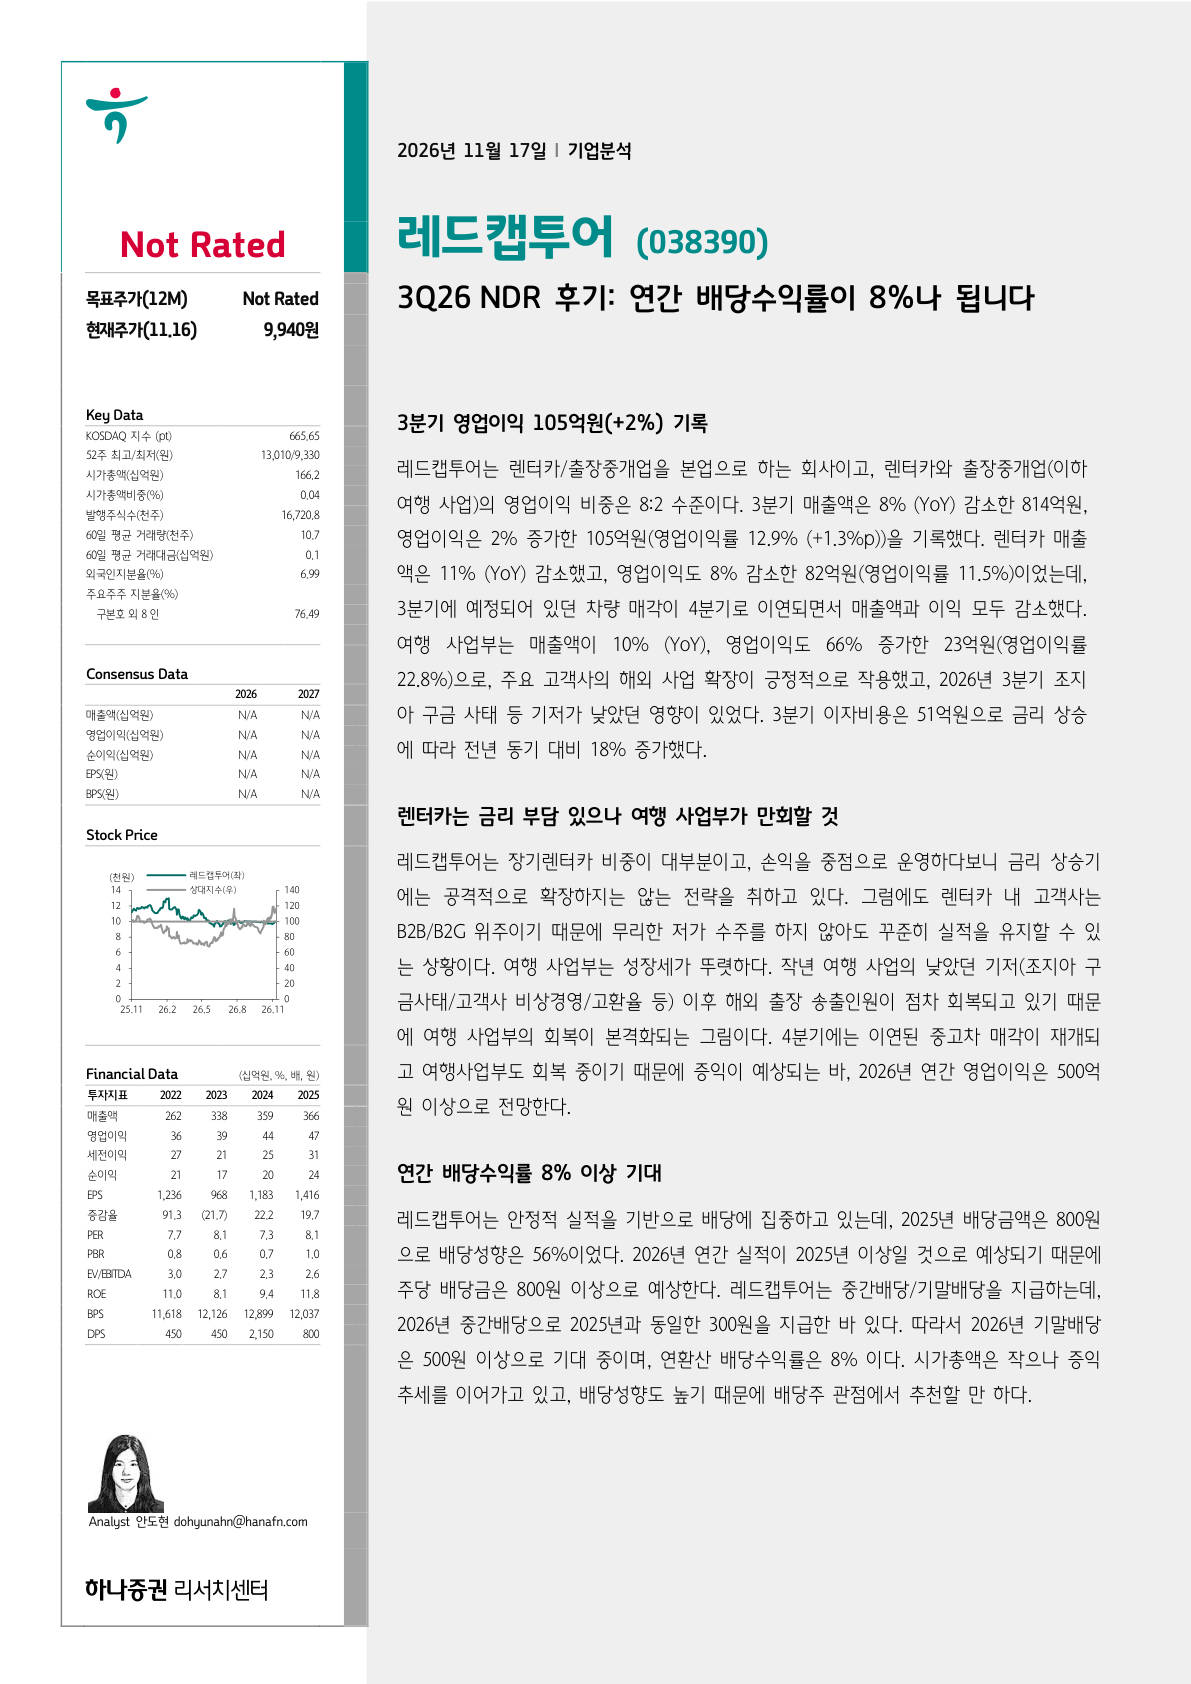 2026년 11월 17일 | 기업분석
레드캡투어 (038390)
3Q26 NDR 후기: 연간 배당수익률이 8%나 됩니다
Not Rated
목표주가(12M) Not Rated
현재주가(11.16) 9,940원
Key Data
KOSDAQ 지수 (pt) 665.65
52주 최고/최저(원) 13,010/9,330
시가총액(십억원) 166.2
시가총액비중(%) 0.04
발행주식수(천주) 16,720.8
60일 평균 거래량(천주) 10.7
60일 평균 거래대금(십억원) 0.1
외국인지분율(%) 6.99
주요주주 지분율(%)
구본호 외 8 인 76.49
Consensus Data
2026 2027
매출액(십억원) N/A N/A
영업이익(십억원) N/A N/A
순이익(십억원) N/A N/A
EPS(원) N/A N/A
BPS(원) N/A N/A
Stock Price
(천원) 레드캡투어(좌)
상대지수(우)
14 140
12 120
10 100
8 80
6 60
4 40
2 20
0 0
25.11 26.2 26.5 26.8 26.11
Financial Data (십억원, %, 배, 원)
투자지표 2022 2023 2024 2025
매출액 262 338 359 366
영업이익 36 39 44 47
세전이익 27 21 25 31
순이익 21 17 20 24
EPS 1,236 968 1,183 1,416
증감율 91.3 (21.7) 22.2 19.7
PER 7.7 8.1 7.3 8.1
PBR 0.8 0.6 0.7 1.0
EV/EBITDA 3.0 2.7 2.3 2.6
ROE 11.0 8.1 9.4 11.8
BPS 11,618 12,126 12,899 12,037
DPS 450 450 2,150 800
Analyst 안도현 dohyunahn@hanafn.com
하나증권 리서치센터
3분기 영업이익 105억원(+2%) 기록
레드캡투어는 렌터카/출장중개업을 본업으로 하는 회사이고, 렌터카와 출장중개업(이하
여행 사업)의 영업이익 비중은 8:2 수준이다. 3분기 매출액은 8% (YoY) 감소한 814억원,
영업이익은 2% 증가한 105억원(영업이익률 12.9% (+1.3%p))을 기록했다. 렌터카 매출
액은 11% (YoY) 감소했고, 영업이익도 8% 감소한 82억원(영업이익률 11.5%)이었는데,
3분기에 예정되어 있던 차량 매각이 4분기로 이연되면서 매출액과 이익 모두 감소했다.
여행 사업부는 매출액이 10% (YoY), 영업이익도 66% 증가한 23억원(영업이익률
22.8%)으로, 주요 고객사의 해외 사업 확장이 긍정적으로 작용했고, 2026년 3분기 조지
아 구금 사태 등 기저가 낮았던 영향이 있었다. 3분기 이자비용은 51억원으로 금리 상승
에 따라 전년 동기 대비 18% 증가했다.
렌터카는 금리 부담 있으나 여행 사업부가 만회할 것
레드캡투어는 장기렌터카 비중이 대부분이고, 손익을 중점으로 운영하다보니 금리 상승기
에는 공격적으로 확장하지는 않는 전략을 취하고 있다. 그럼에도 렌터카 내 고객사는
B2B/B2G 위주이기 때문에 무리한 저가 수주를 하지 않아도 꾸준히 실적을 유지할 수 있
는 상황이다. 여행 사업부는 성장세가 뚜렷하다. 작년 여행 사업의 낮았던 기저(조지아 구
금사태/고객사 비상경영/고환율 등) 이후 해외 출장 송출인원이 점차 회복되고 있기 때문
에 여행 사업부의 회복이 본격화되는 그림이다. 4분기에는 이연된 중고차 매각이 재개되
고 여행사업부도 회복 중이기 때문에 증익이 예상되는 바, 2026년 연간 영업이익은 500억
원 이상으로 전망한다.
연간 배당수익률 8% 이상 기대
레드캡투어는 안정적 실적을 기반으로 배당에 집중하고 있는데, 2025년 배당금액은 800원
으로 배당성향은 56%이었다. 2026년 연간 실적이 2025년 이상일 것으로 예상되기 때문에
주당 배당금은 800원 이상으로 예상한다. 레드캡투어는 중간배당/기말배당을 지급하는데,
2026년 중간배당으로 2025년과 동일한 300원을 지급한 바 있다. 따라서 2026년 기말배당
은 500원 이상으로 기대 중이며, 연환산 배당수익률은 8% 이다. 시가총액은 작으나 증익
추세를 이어가고 있고, 배당성향도 높기 때문에 배당주 관점에서 추천할 만 하다.